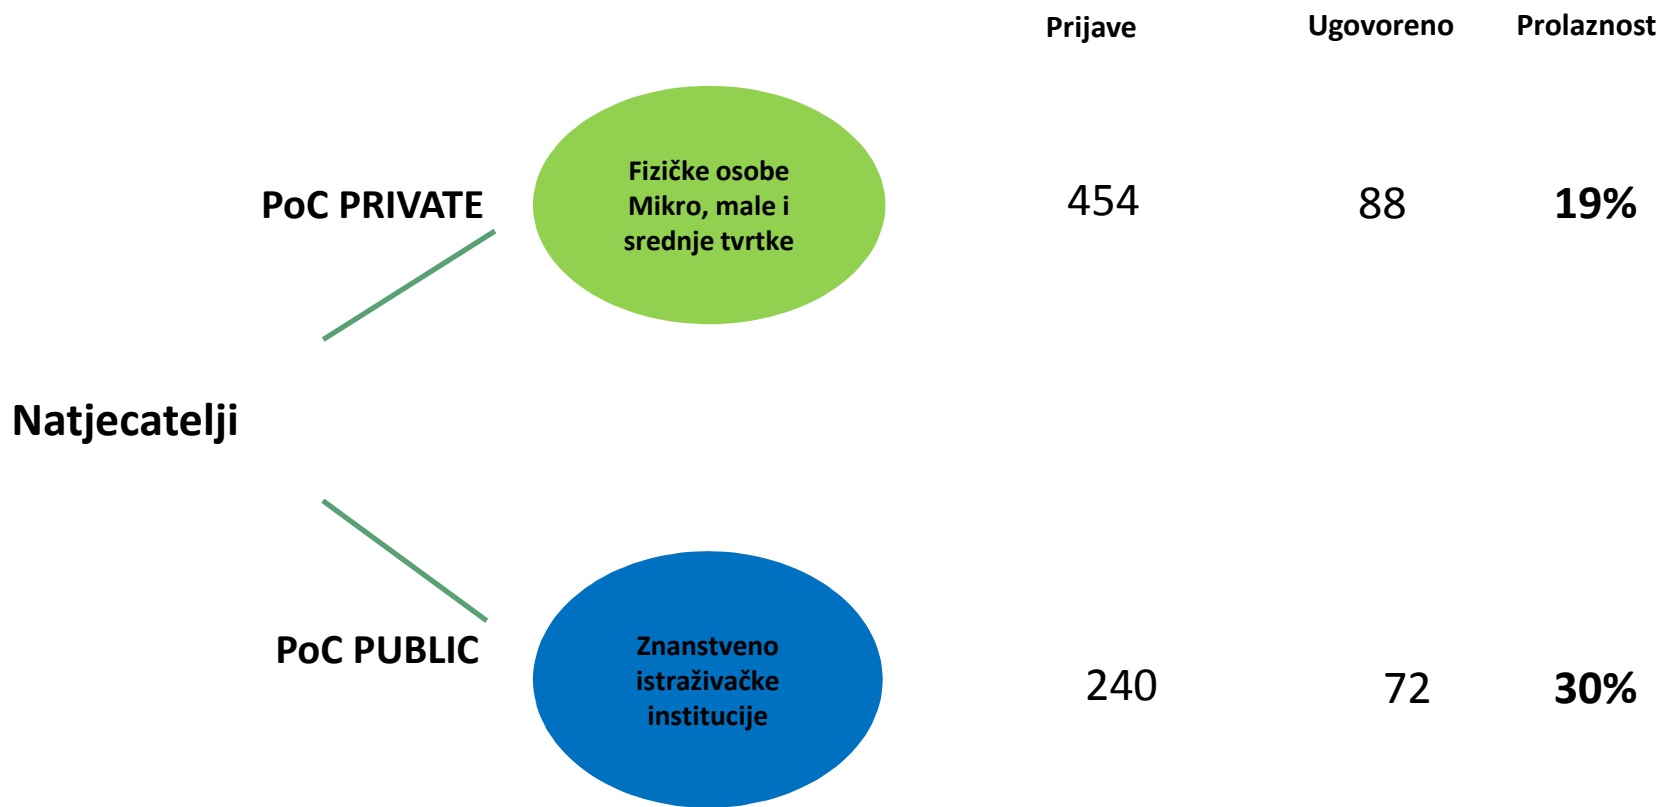 Prijave Ugovoreno Prolaznost
PoC PRIVATE
Fizičke osobe
Mikro, male i
srednje tvrtke
454 88 19%
Natjecatelji
PoC PUBLIC
Znanstveno
istraživačke
institucije
240 72 30%